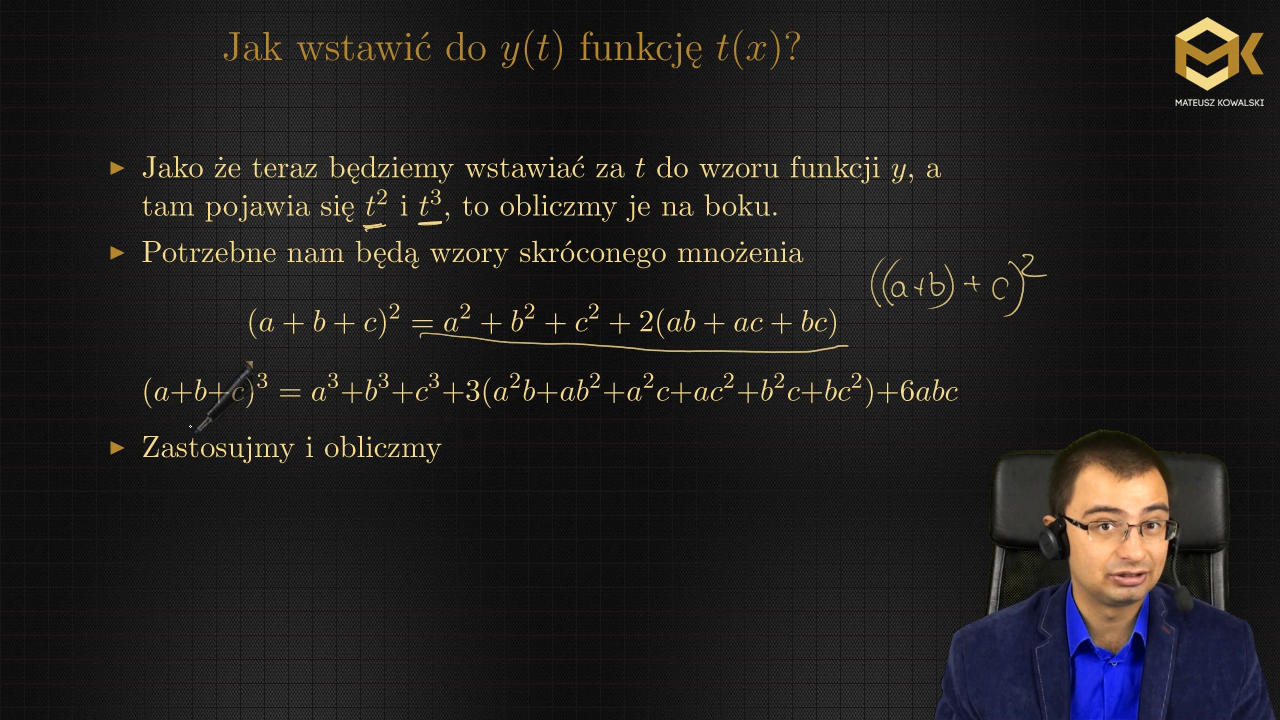 Jak wstawić do y(t) funkcję t(x)?
MATEUSZ KOWALSKI
▶ Jako że teraz będziemy wstawiać za t do wzoru funkcji y, a
tam pojawia się t² i t³, to obliczmy je na boku.
▶ Potrzebne nam będą wzory skróconego mnożenia
((a+b)+c)²
(a + b + c)² = a² + b² + c² + 2(ab + ac + bc)
(a+b+c)³ = a³+b³+c³+3(a²b+ab²+a²c+ac²+b²c+bc²)+6abc
▶ Zastosujmy i obliczmy